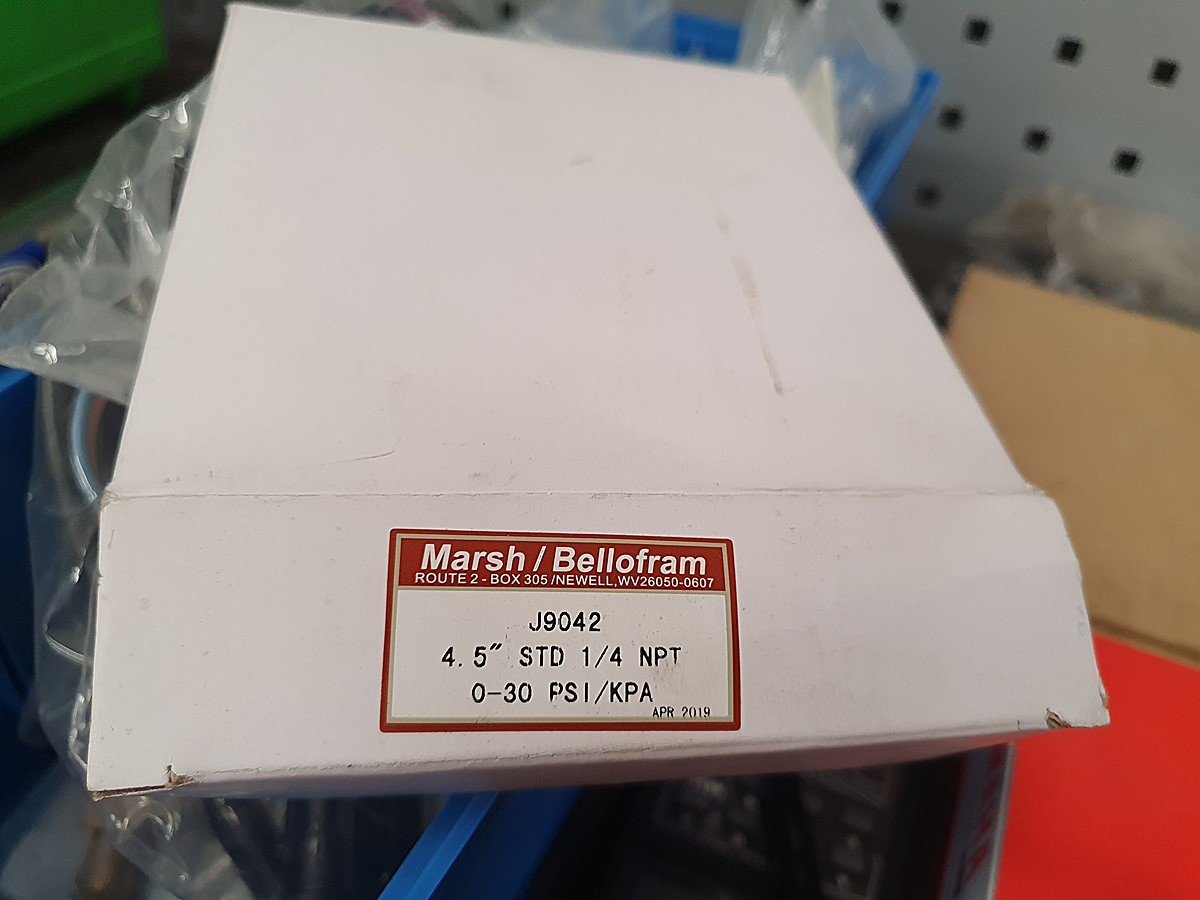 Marsh / Bellofram
ROUTE 2 - BOX 305 /NEWELL,WV26050-0607
J9042
4.5" STD 1/4 NPT
0-30 PSI/KPA
APR 2019